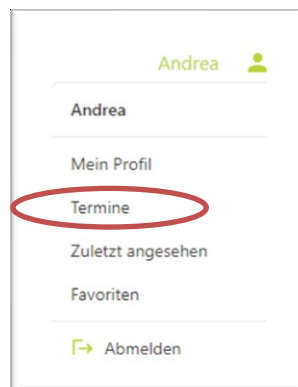 Andrea
Andrea
Mein Profil
Termine
Zuletzt angesehen
Favoriten
Abmelden